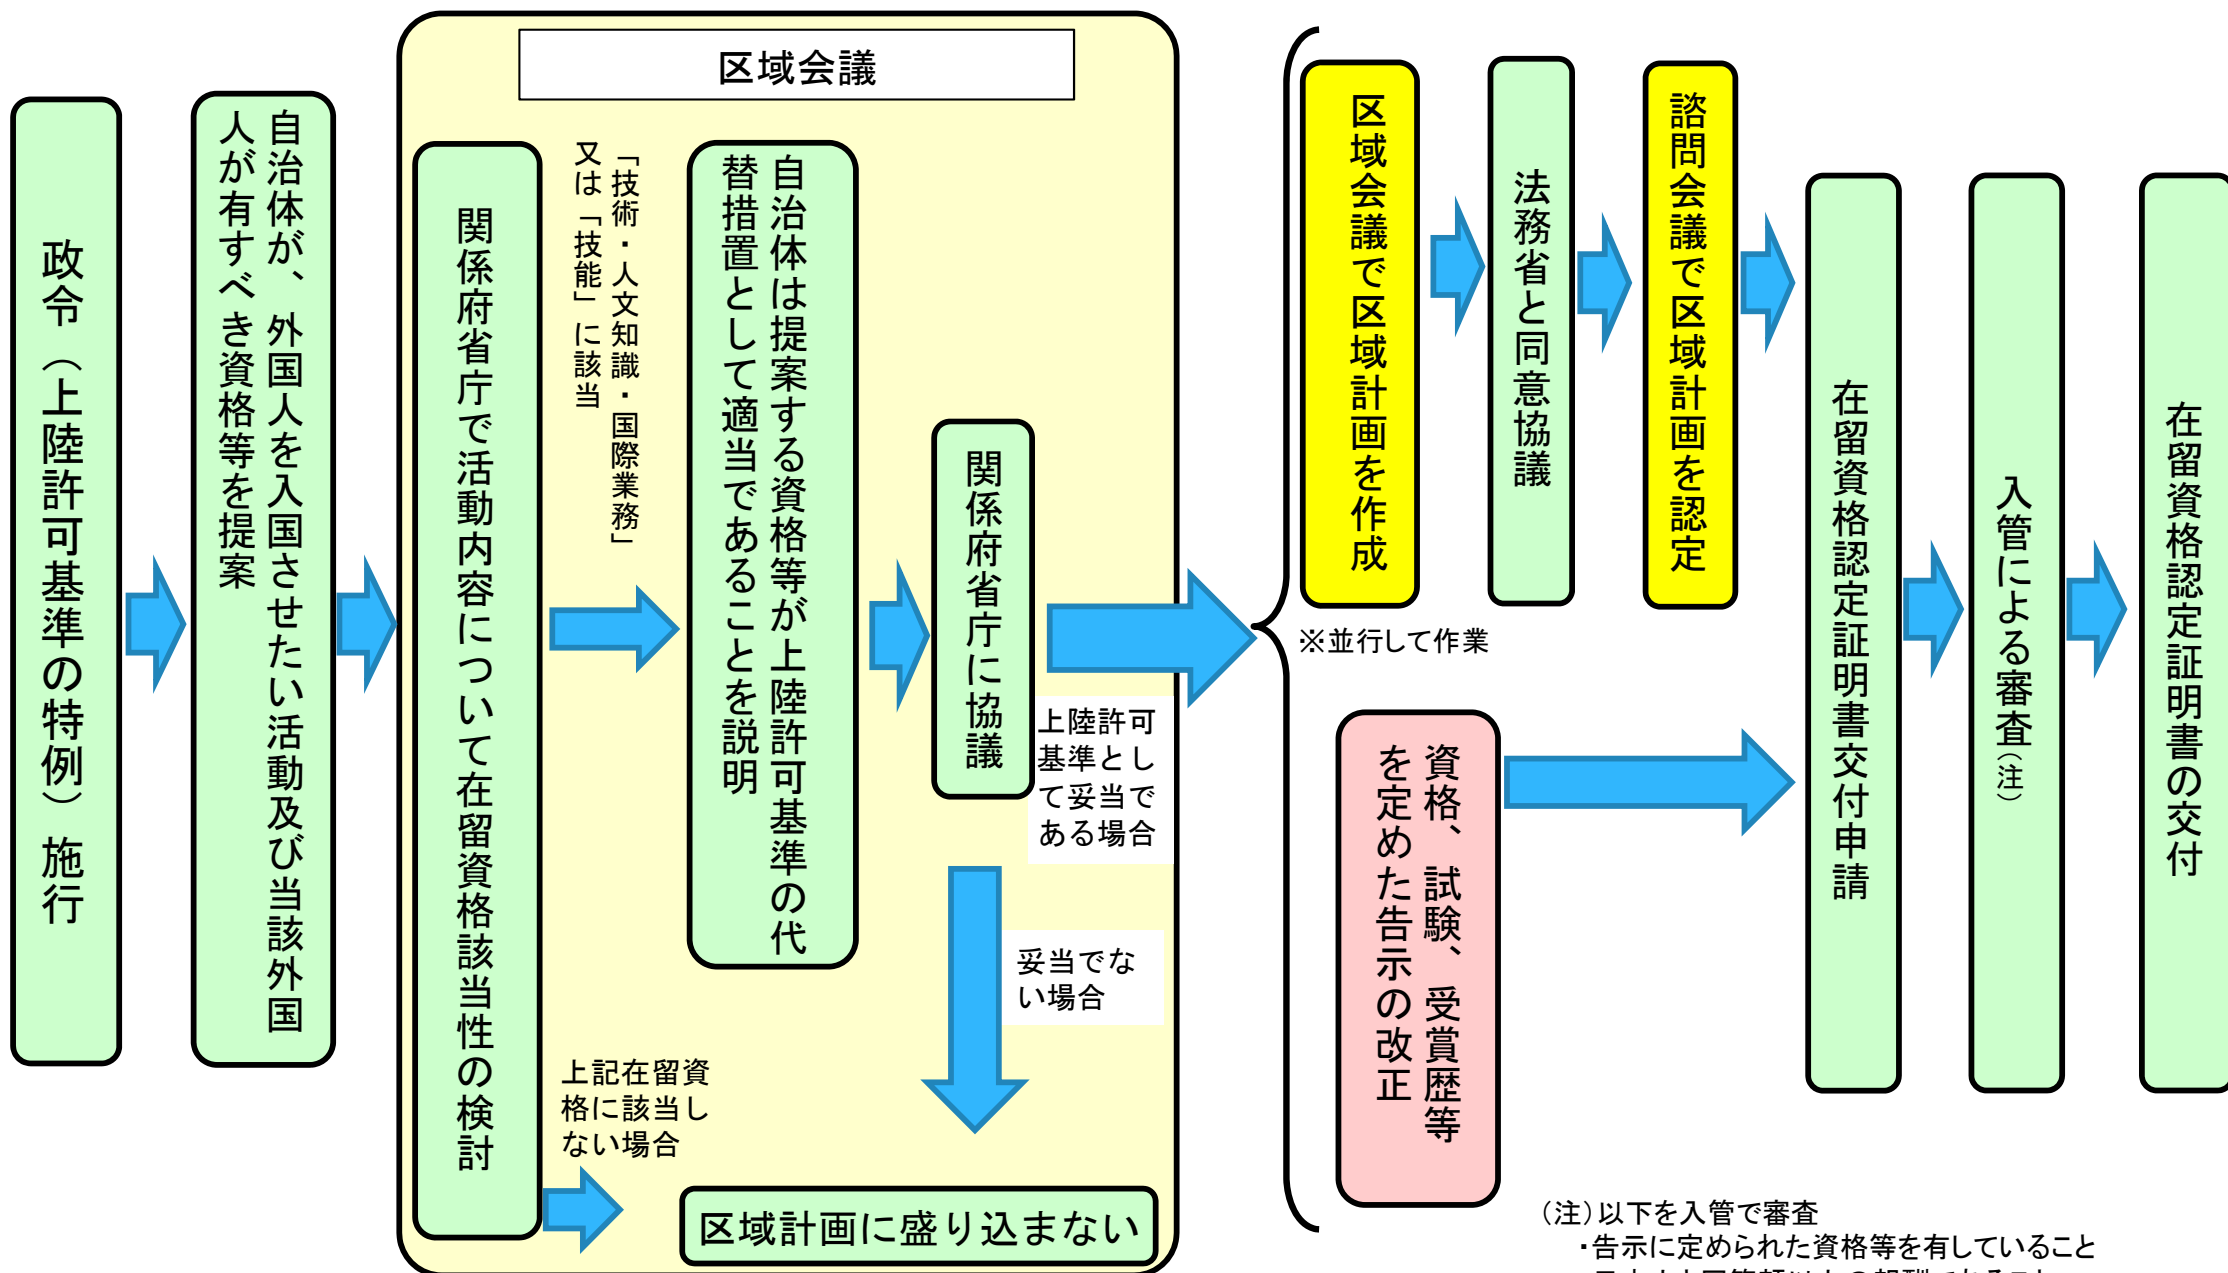 政令（上陸許可基準の特例）施行
自治体が、外国人を入国させたい活動及び当該外国
人が有すべき資格等を提案
区域会議
関係府省庁で活動内容について在留資格該当性の検討
「技術・人文知識・国際業務」
又は「技能」に該当
上記在留資
格に該当し
ない場合
自治体は提案する資格等が上陸許可基準の代
替措置として適当であることを説明
関係府省庁に協議
上陸許可
基準とし
て妥当で
ある場合
妥当でな
い場合
区域計画に盛り込まない
区域会議で区域計画を作成
法務省と同意協議
諮問会議で区域計画を認定
※並行して作業
資格、試験、受賞歴等
を定めた告示の改正
在留資格認定証明書交付申請
入管による審査（注）
在留資格認定証明書の交付
（注）以下を入管で審査
・告示に定められた資格等を有していること